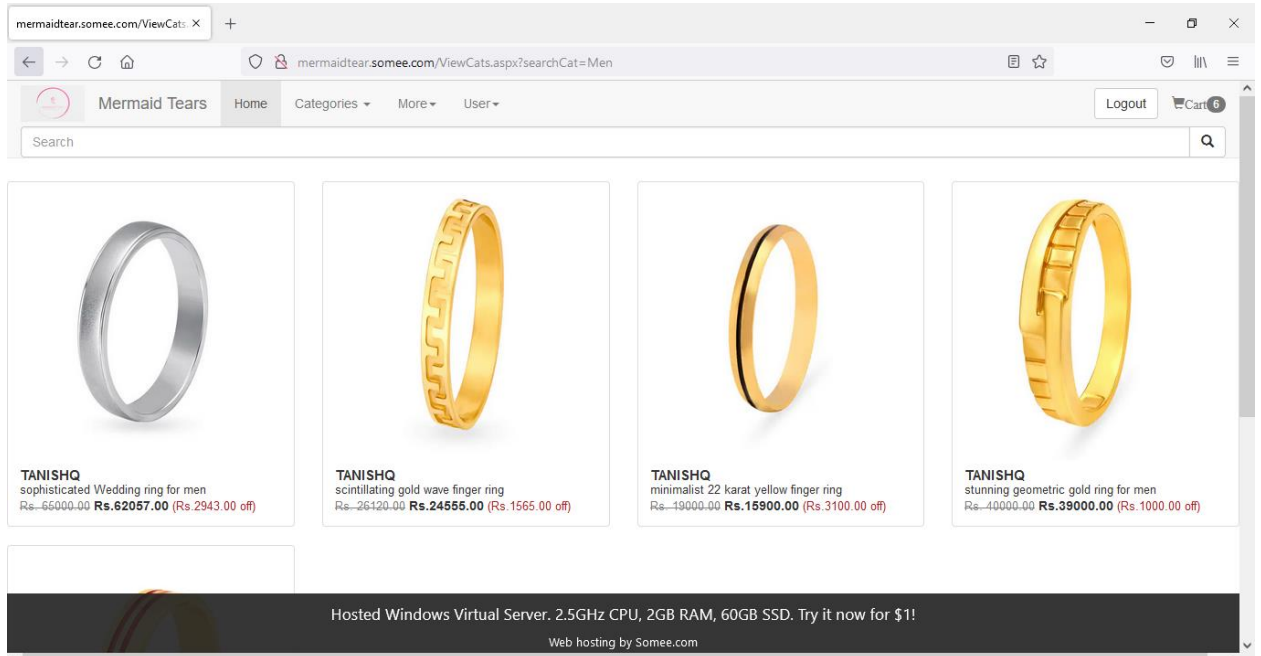 mermaidtear.somee.com/ViewCats.
mermaidtear.somee.com/ViewCats.aspx?searchCat=Men
Mermaid Tears Home Categories More User Logout Cart 6
Search
TANISHQ
sophisticated Wedding ring for men
Rs. 65000.00 Rs.62057.00 (Rs.2943.00 off)
TANISHQ
scintillating gold wave finger ring
Rs. 26120.00 Rs.24555.00 (Rs.1565.00 off)
TANISHQ
minimalist 22 karat yellow finger ring
Rs. 19000.00 Rs.15900.00 (Rs.3100.00 off)
TANISHQ
stunning geometric gold ring for men
Rs. 40000.00 Rs.39000.00 (Rs.1000.00 off)
Hosted Windows Virtual Server. 2.5GHz CPU, 2GB RAM, 60GB SSD. Try it now for $1!
Web hosting by Somee.com